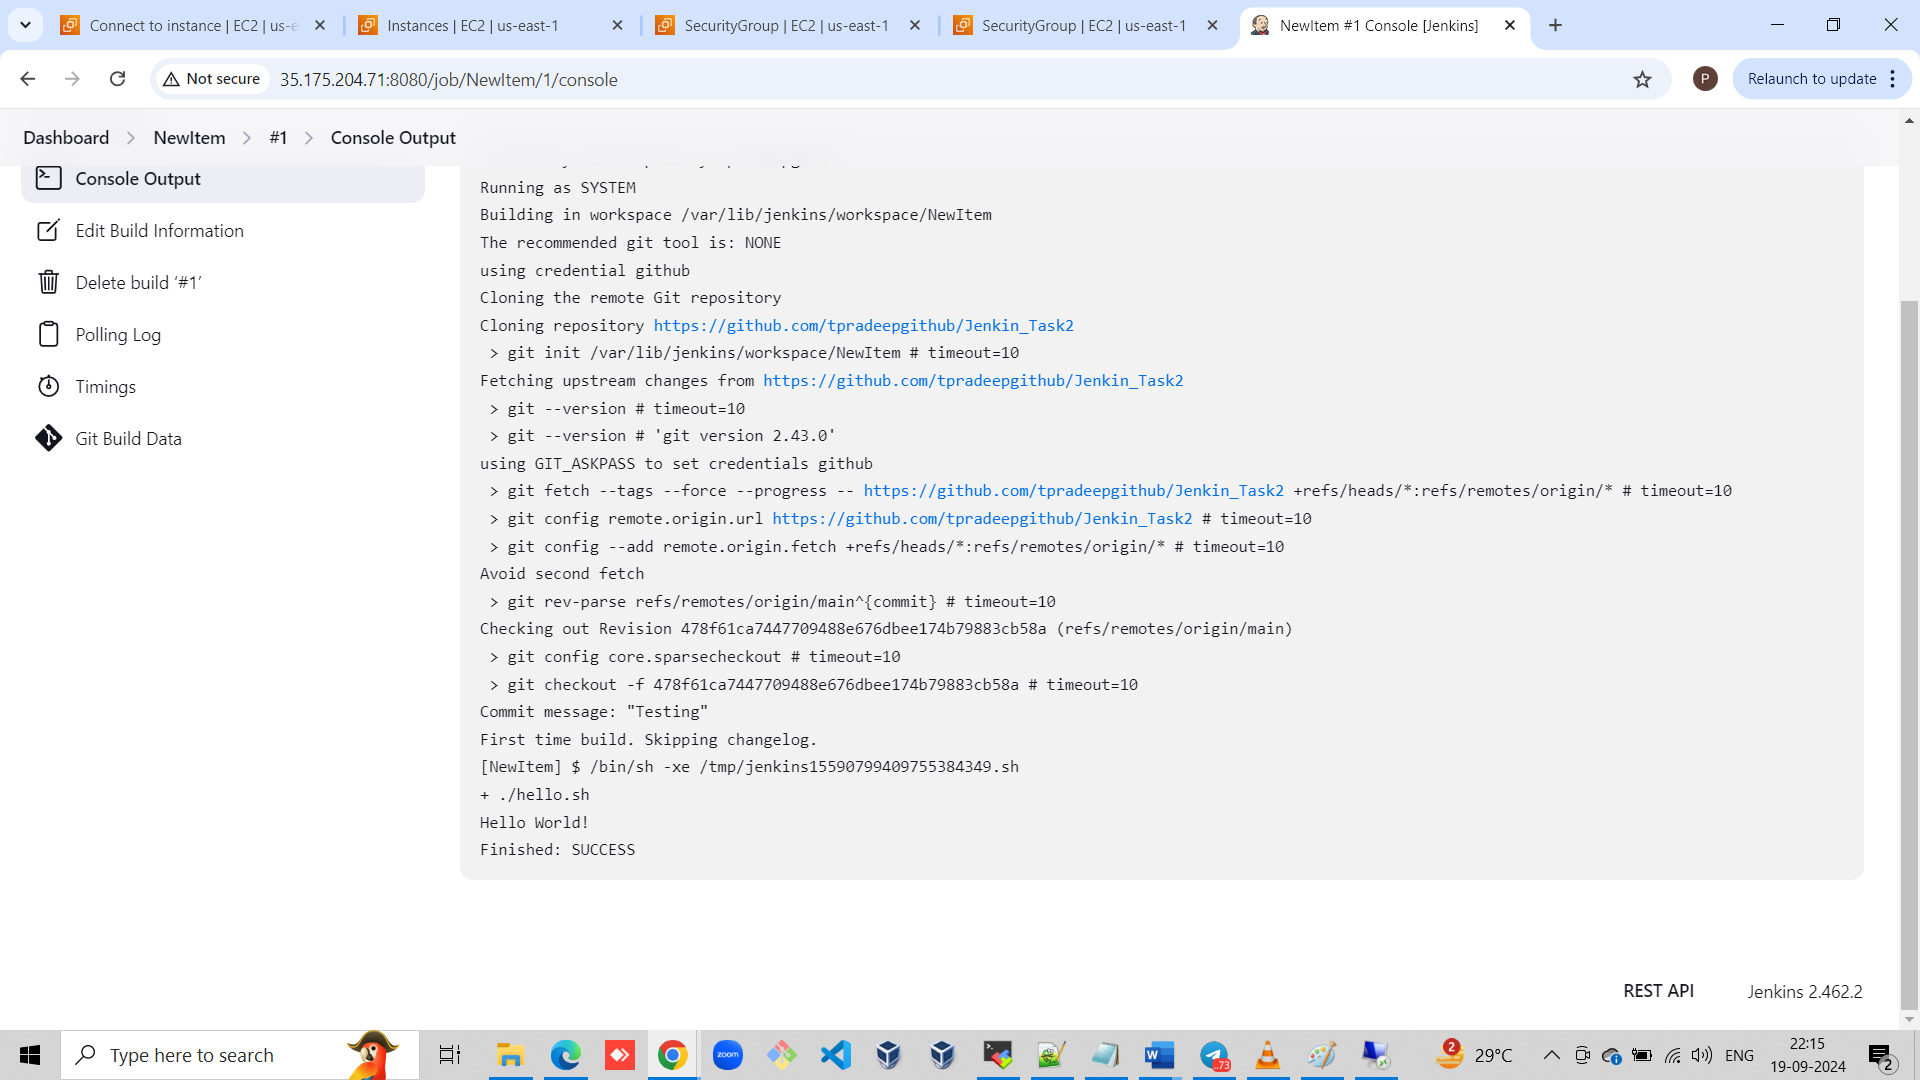 Connect to instance | EC2 | us-e
Instances | EC2 | us-east-1
SecurityGroup | EC2 | us-east-1
SecurityGroup | EC2 | us-east-1
NewItem #1 Console [Jenkins]
Not secure
35.175.204.71:8080/job/NewItem/1/console
P
Relaunch to update
Dashboard
NewItem
#1
Console Output
Console Output
Edit Build Information
Delete build ‘#1’
Polling Log
Timings
Git Build Data
Running as SYSTEM
Building in workspace /var/lib/jenkins/workspace/NewItem
The recommended git tool is: NONE
using credential github
Cloning the remote Git repository
Cloning repository https://github.com/tpradeepgithub/Jenkin_Task2
> git init /var/lib/jenkins/workspace/NewItem # timeout=10
Fetching upstream changes from https://github.com/tpradeepgithub/Jenkin_Task2
> git --version # timeout=10
> git --version # 'git version 2.43.0'
using GIT_ASKPASS to set credentials github
> git fetch --tags --force --progress -- https://github.com/tpradeepgithub/Jenkin_Task2 +refs/heads/*:refs/remotes/origin/* # timeout=10
> git config remote.origin.url https://github.com/tpradeepgithub/Jenkin_Task2 # timeout=10
> git config --add remote.origin.fetch +refs/heads/*:refs/remotes/origin/* # timeout=10
Avoid second fetch
> git rev-parse refs/remotes/origin/main^{commit} # timeout=10
Checking out Revision 478f61ca7447709488e676dbee174b79883cb58a (refs/remotes/origin/main)
> git config core.sparsecheckout # timeout=10
> git checkout -f 478f61ca7447709488e676dbee174b79883cb58a # timeout=10
Commit message: "Testing"
First time build. Skipping changelog.
[NewItem] $ /bin/sh -xe /tmp/jenkins15590799409755384349.sh
+ ./hello.sh
Hello World!
Finished: SUCCESS
REST API
Jenkins 2.462.2
Type here to search
zoom
..73
2
29°C
ENG
22:15
19-09-2024
2